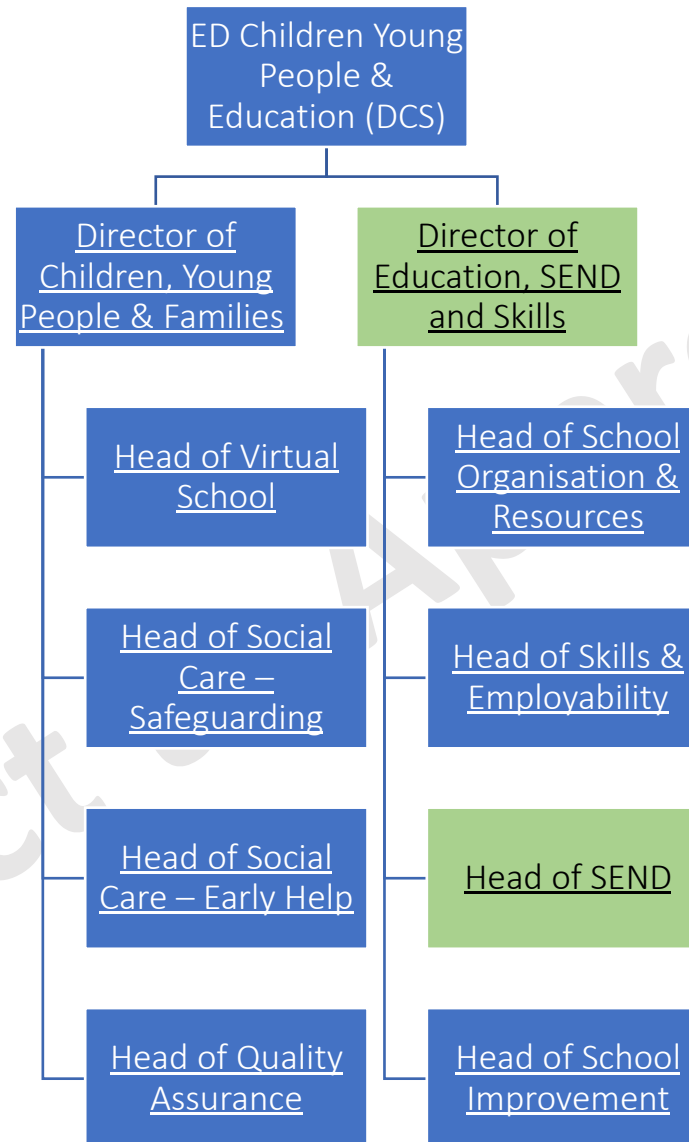 ED Children Young
People &
Education (DCS)
Director of
Children, Young
People & Families
Director of
Education, SEND
and Skills
Head of Virtual
School
Head of School
Organisation &
Resources
Head of Social
Care –
Safeguarding
Head of Skills &
Employability
Head of Social
Care – Early Help
Head of SEND
Head of Quality
Assurance
Head of School
Improvement